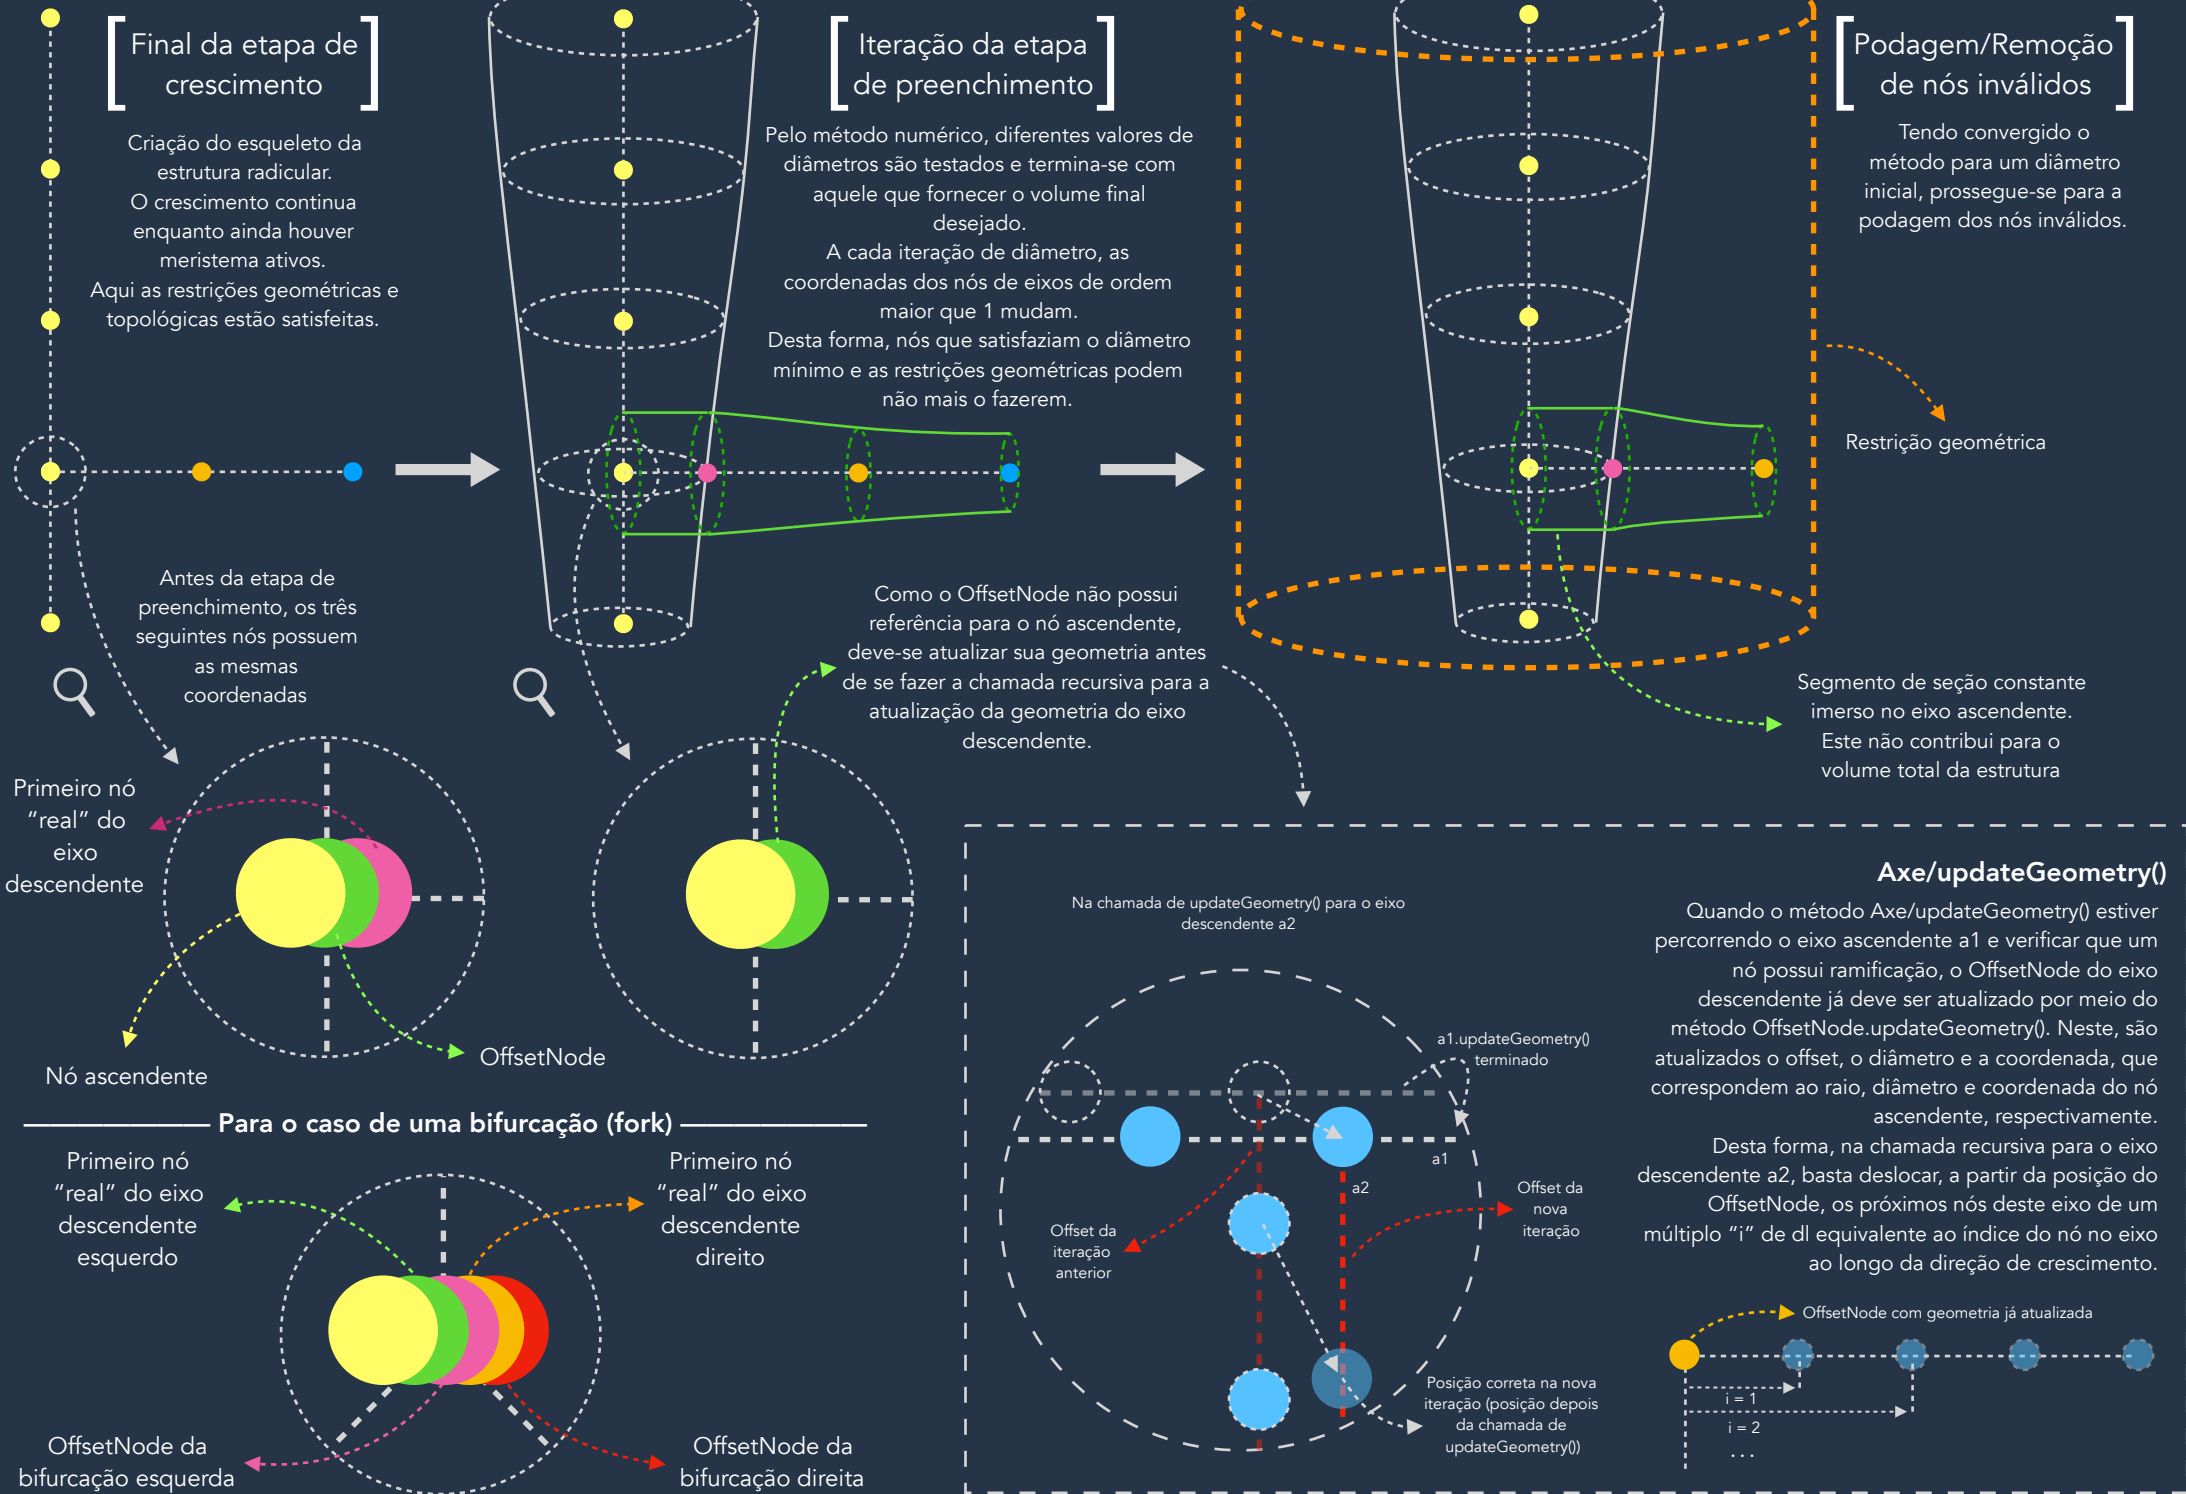 Final da etapa de
crescimento
Criação do esqueleto da
estrutura radicular.
O crescimento continua
enquanto ainda houver
meristema ativos.
Aqui as restrições geométricas e
topológicas estão satisfeitas.
Iteração da etapa
de preenchimento
Pelo método numérico, diferentes valores de
diâmetros são testados e termina-se com
aquele que fornecer o volume final
desejado.
A cada iteração de diâmetro, as
coordenadas dos nós de eixos de ordem
maior que 1 mudam.
Desta forma, nós que satisfaziam o diâmetro
mínimo e as restrições geométricas podem
não mais o fazerem.
Podagem/Remoção
de nós inválidos
Tendo convergido o
método para um diâmetro
inicial, prossegue-se para a
podagem dos nós inválidos.
Restrição geométrica
Antes da etapa de
preenchimento, os três
seguintes nós possuem
as mesmas
coordenadas
Como o OffsetNode não possui
referência para o nó ascendente,
deve-se atualizar sua geometria antes
de se fazer a chamada recursiva para a
atualização da geometria do eixo
descendente.
Segmento de seção constante
imerso no eixo ascendente.
Este não contribui para o
volume total da estrutura
Primeiro nó
“real” do
eixo
descendente
Nó ascendente
OffsetNode
Para o caso de uma bifurcação (fork)
Primeiro nó
“real” do eixo
descendente
esquerdo
Primeiro nó
“real” do eixo
descendente
direito
OffsetNode da
bifurcação esquerda
OffsetNode da
bifurcação direita
Na chamada de updateGeometry() para o eixo
descendente a2
a1.updateGeometry()
terminado
a1
a2
Offset da
iteração
anterior
Offset da
nova
iteração
Posição correta na nova
iteração (posição depois
da chamada de
updateGeometry())
Axe/updateGeometry()
Quando o método Axe/updateGeometry() estiver
percorrendo o eixo ascendente a1 e verificar que um
nó possui ramificação, o OffsetNode do eixo
descendente já deve ser atualizado por meio do
método OffsetNode.updateGeometry(). Neste, são
atualizados o offset, o diâmetro e a coordenada, que
correspondem ao raio, diâmetro e coordenada do nó
ascendente, respectivamente.
Desta forma, na chamada recursiva para o eixo
descendente a2, basta deslocar, a partir da posição do
OffsetNode, os próximos nós deste eixo de um
múltiplo “i” de dl equivalente ao índice do nó no eixo
ao longo da direção de crescimento.
OffsetNode com geometria já atualizada
i = 1
i = 2
. . .